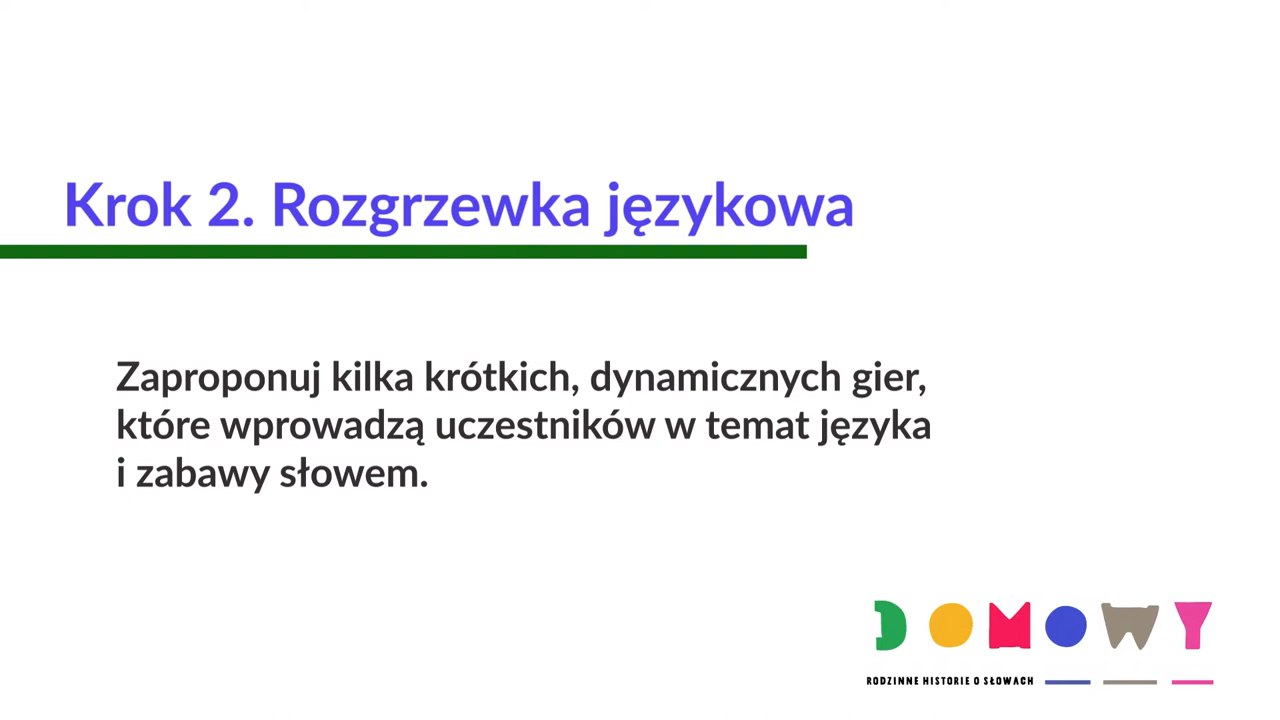 Krok 2. Rozgrzewka językowa
Zaproponuj kilka krótkich, dynamicznych gier,
które wprowadzą uczestników w temat języka
i zabawy słowem.
DOMOWY
RODZINNE HISTORIE O SŁOWACH